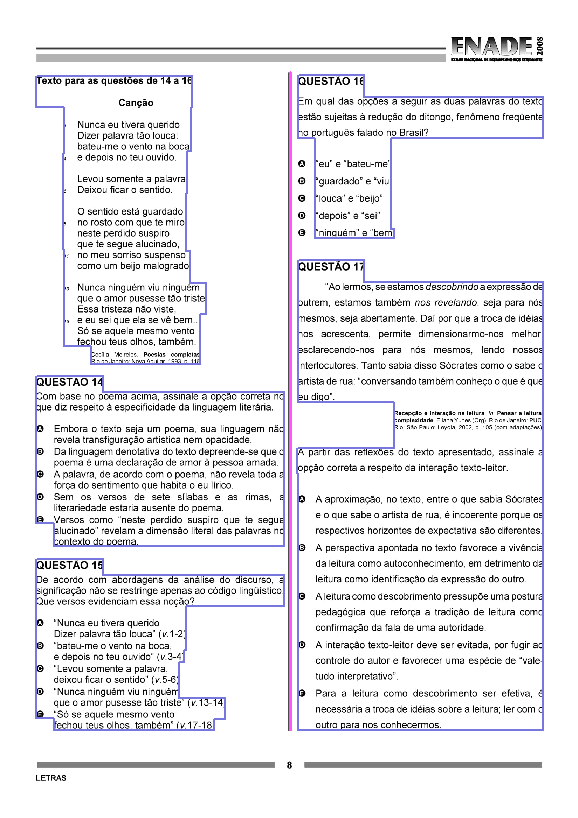 ENADE 2008
EXAME NACIONAL DE DESEMPENHO DOS ESTUDANTES
Texto para as questões de 14 a 16
Canção
1 Nunca eu tivera querido
Dizer palavra tão louca:
bateu-me o vento na boca,
4 e depois no teu ouvido.
Levou somente a palavra,
Deixou ficar o sentido.
O sentido está guardado
no rosto com que te miro,
neste perdido suspiro
que te segue alucinado,
no meu sorriso suspenso
como um beijo malogrado.
Nunca ninguém viu ninguém
que o amor pusesse tão triste.
Essa tristeza não viste,
e eu sei que ela se vê bem...
Só se aquele mesmo vento
fechou teus olhos, também.
Cecília Meireles. Poesias completas.
Rio de Janeiro: Nova Aguilar, 1993, p. 118.
QUESTÃO 14
Com base no poema acima, assinale a opção correta no
que diz respeito à especificidade da linguagem literária.
A Embora o texto seja um poema, sua linguagem não
revela transfiguração artística nem opacidade.
B Da linguagem denotativa do texto depreende-se que o
poema é uma declaração de amor à pessoa amada.
C A palavra, de acordo com o poema, não revela toda a
força do sentimento que habita o eu lírico.
D Sem os versos de sete sílabas e as rimas, a
literariedade estaria ausente do poema.
E Versos como “neste perdido suspiro que te segue
alucinado” revelam a dimensão literal das palavras no
contexto do poema.
QUESTÃO 15
De acordo com abordagens da análise do discurso, a
significação não se restringe apenas ao código lingüístico.
Que versos evidenciam essa noção?
A “Nunca eu tivera querido
Dizer palavra tão louca” (v.1-2)
B “bateu-me o vento na boca,
e depois no teu ouvido” (v.3-4)
C “Levou somente a palavra,
deixou ficar o sentido” (v.5-6)
D “Nunca ninguém viu ninguém
que o amor pusesse tão triste” (v.13-14)
E “Só se aquele mesmo vento
fechou teus olhos, também” (v.17-18)
QUESTÃO 16
Em qual das opções a seguir as duas palavras do texto
estão sujeitas à redução do ditongo, fenômeno freqüente
no português falado no Brasil?
A “eu” e “bateu-me”
B “guardado” e “viu”
C “louca” e “beijo”
D “depois” e “sei”
E “ninguém” e “bem”
QUESTÃO 17
“Ao lermos, se estamos descobrindo a expressão de
outrem, estamos também nos revelando, seja para nós
mesmos, seja abertamente. Daí por que a troca de idéias
nos acrescenta, permite dimensionarmo-nos melhor,
esclarecendo-nos para nós mesmos, lendo nossos
interlocutores. Tanto sabia disso Sócrates como o sabe o
artista de rua: “conversando também conheço o que é que
eu digo”.
Recepção e interação na leitura. In: Pensar a leitura:
complexidade. Eliana Yunes (Org). Rio de Janeiro: PUC-
Rio; São Paulo: Loyola, 2002, p. 105 (com adaptações).
A partir das reflexões do texto apresentado, assinale a
opção correta a respeito da interação texto-leitor.
A A aproximação, no texto, entre o que sabia Sócrates
e o que sabe o artista de rua, é incoerente porque os
respectivos horizontes de expectativa são diferentes.
B A perspectiva apontada no texto favorece a vivência
da leitura como autoconhecimento, em detrimento da
leitura como identificação da expressão do outro.
C A leitura como descobrimento pressupõe uma postura
pedagógica que reforça a tradição de leitura como
confirmação da fala de uma autoridade.
D A interação texto-leitor deve ser evitada, por fugir ao
controle do autor e favorecer uma espécie de “vale-
tudo interpretativo”.
E Para a leitura como descobrimento ser efetiva, é
necessária a troca de idéias sobre a leitura; ler com o
outro para nos conhecermos.
8
LETRAS